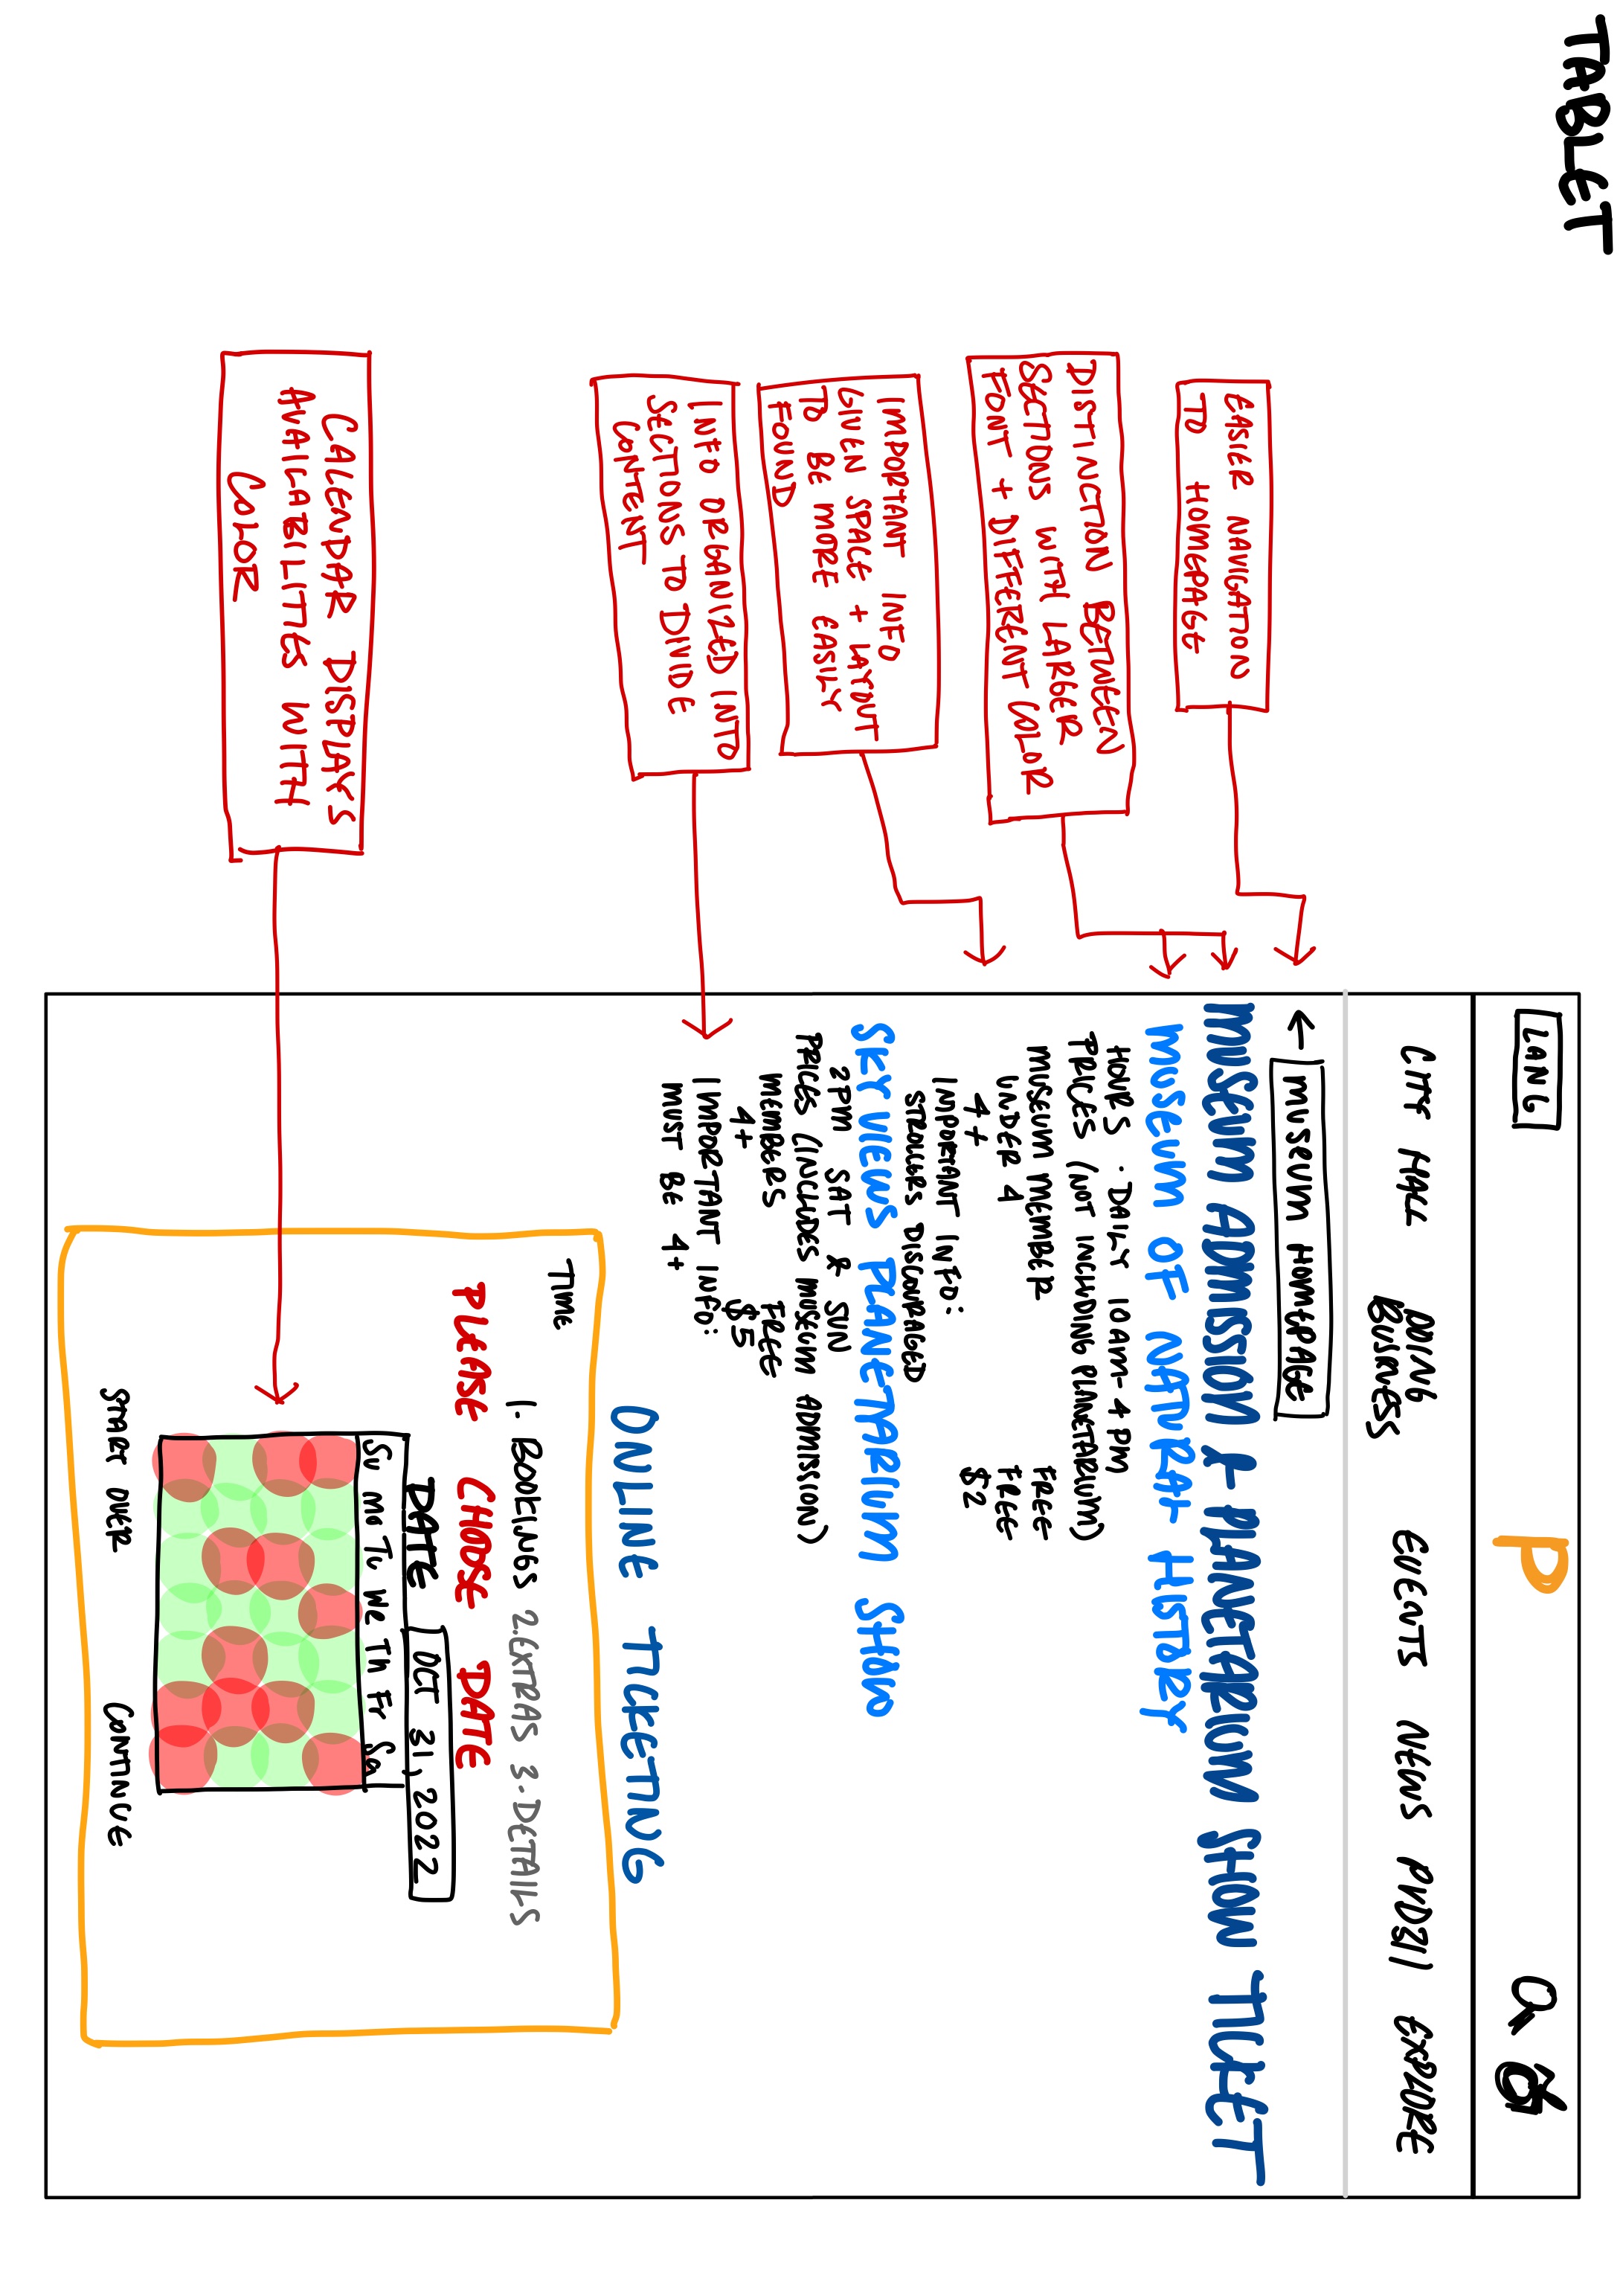 TABLET
LANG P
CITY HALL DOING BUSINESS EVENTS NEWS PVD311 EXPLORE
← MUSEUM HOMEPAGE
MUSEUM ADMISSION & PLANETARIUM SHOW TICKET
MUSEUM OF NATURAL HISTORY
HOURS · DAILY 10AM-4PM
PRICES (NOT INCLUDING PLANETARIUM)
MUSEUM MEMBER FREE
UNDER 4 FREE
4+ $2
IMPORTANT INFO:
STROLLERS DISCOURAGED
SKY VIEWS PLANETARIUM SHOW
2PM SAT & SUN
PRICES (INCLUDES MUSEUM ADMISSION)
MEMBERS FREE
4+ $5
IMPORTANT INFO:
MUST BE 4+
ONLINE TICKETING
TIME
1. BOOKINGS 2.EXTRAS 3.DETAILS
PLEASE CHOOSE DATE
DATE OCT 31, 2022
Su Mo Tu We Th Fr Sa
START OVER CONTINUE
EASIER NAVIGATION
TO HOMEPAGE
DISTINCTION BETWEEN
SECTIONS WITH LARGER
FONT + DIFFERENT COLOR
IMPORTANT INFO
GIVEN SPACE + LAYOUT
TO BE MORE EASILY
FOUND
INFO ORGANIZED INTO
SECTIONS TO DIVIDE
CONTENT
CALENDAR DISPLAYS
AVAILABILITIES WITH
COLOR